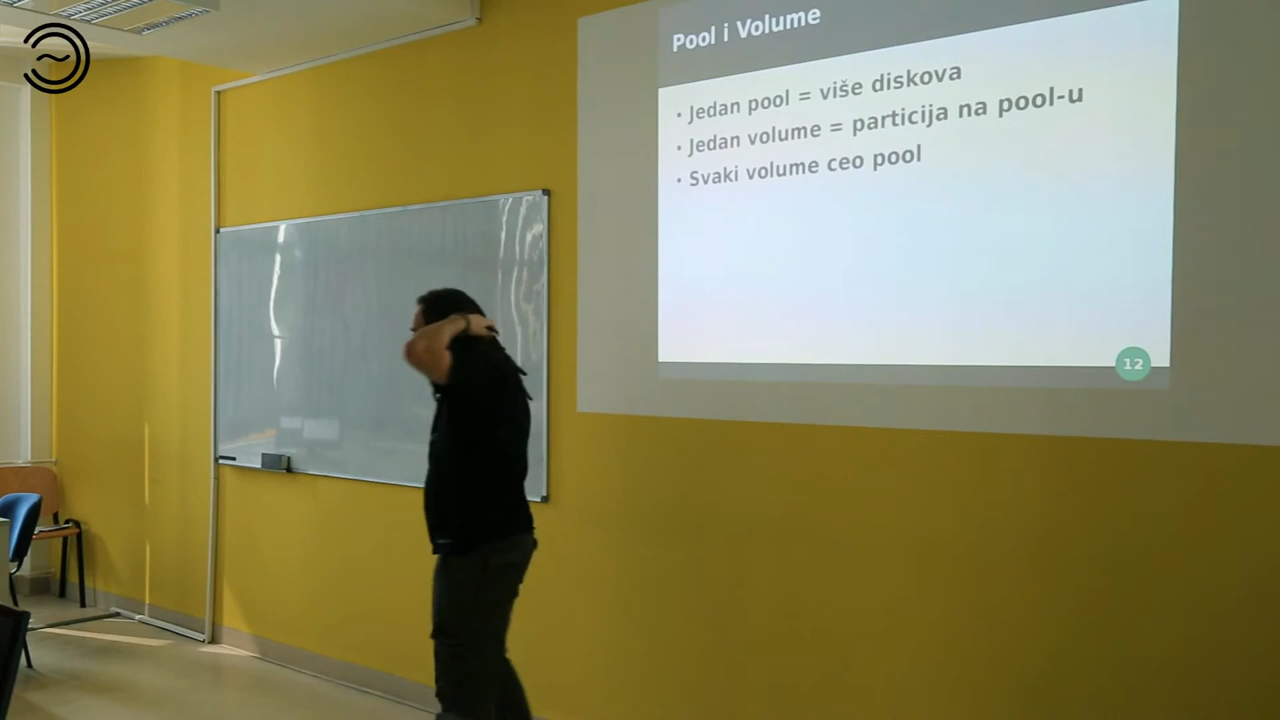 Pool i Volume
• Jedan pool = više diskova
• Jedan volume = particija na pool-u
• Svaki volume ceo pool
12